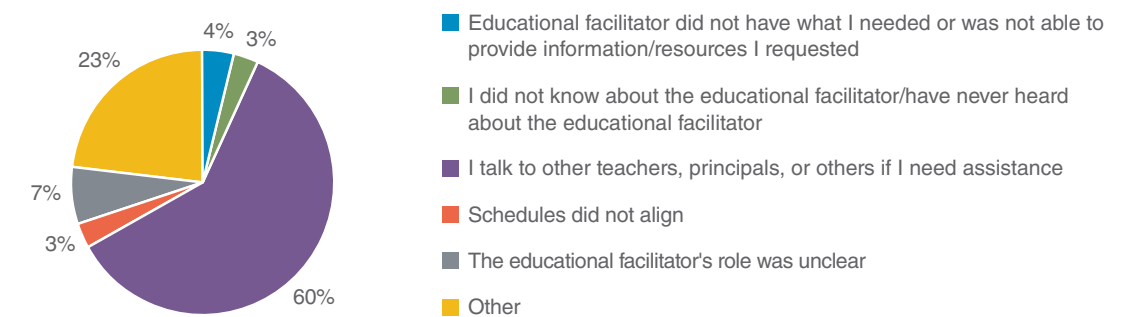 4%
3%
23%
7%
3%
60%
Educational facilitator did not have what I needed or was not able to
provide information/resources I requested
I did not know about the educational facilitator/have never heard
about the educational facilitator
I talk to other teachers, principals, or others if I need assistance
Schedules did not align
The educational facilitator's role was unclear
Other